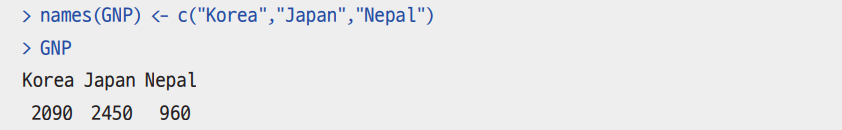 > names(GNP) <- c("Korea","Japan","Nepal")
> GNP
Korea Japan Nepal
2090 2450 960